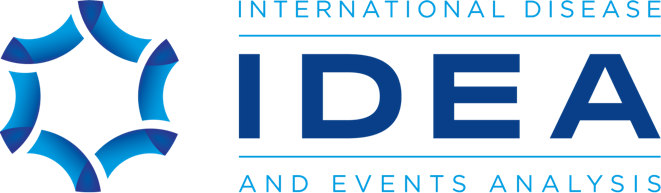 INTERNATIONAL DISEASE
IDEA
AND EVENTS ANALYSIS